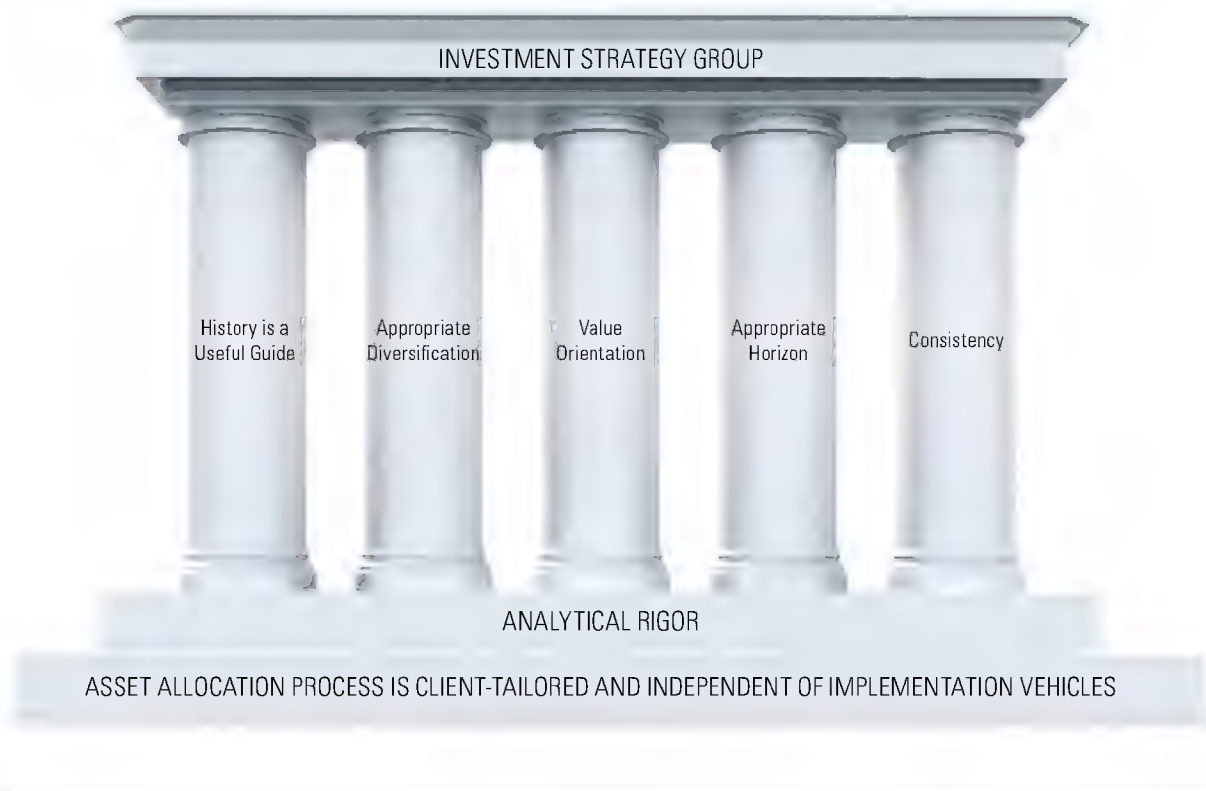 INVESTMENT STRATEGY GROUP
History is a
Useful Guide
Appropriate
Diversification
Value
Orientation
Appropriate
Horizon
Consistency
ANALYTICAL RIGOR
ASSET ALLOCATION PROCESS IS CLIENT-TAILORED AND INDEPENDENT OF IMPLEMENTATION VEHICLES